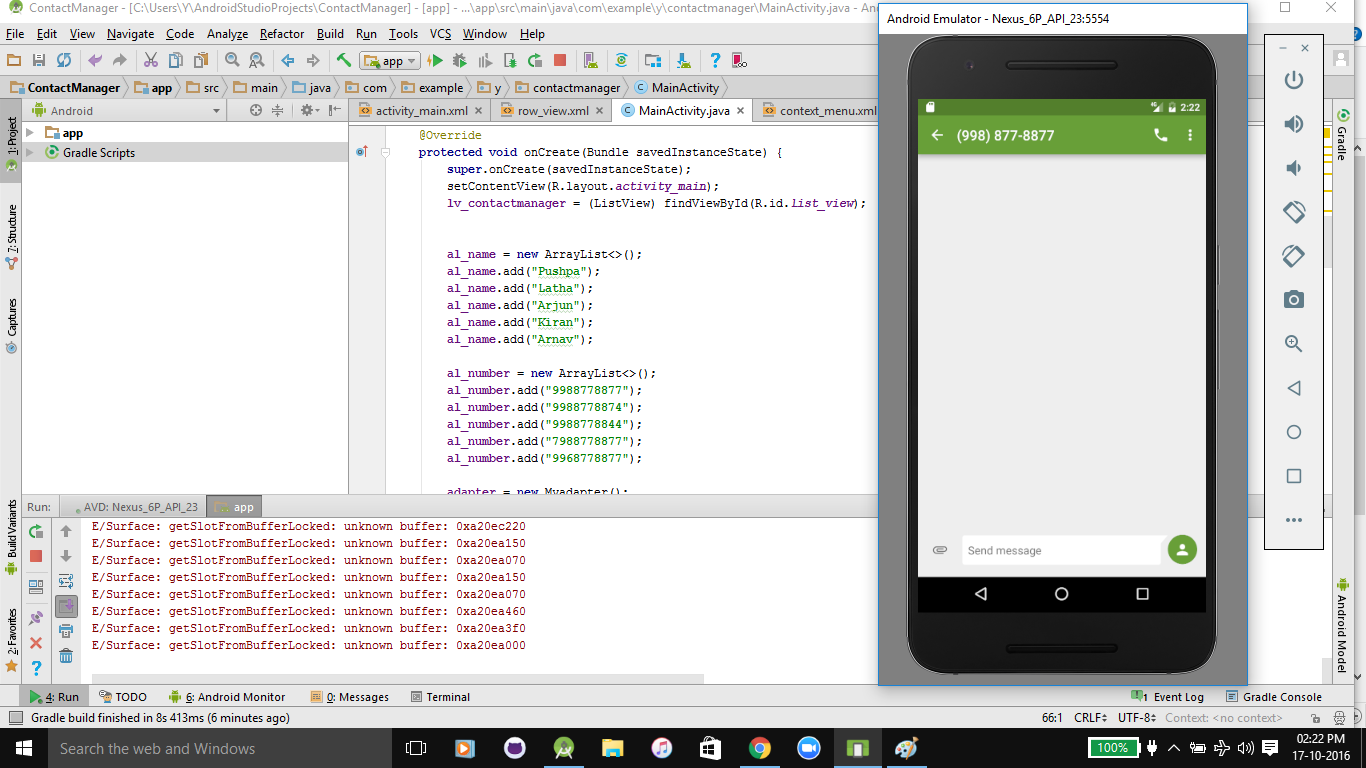 ContactManager - [C:\Users\Y\AndroidStudioProjects\ContactManager] - [app] - ...\app\src\main\java\com\example\y\contactmanager\MainActivity.java - An
File Edit View Navigate Code Analyze Refactor Build Run Tools VCS Window Help
app
ContactManager app src main java com example y contactmanager MainActivity
Android
activity_main.xml row_view.xml MainActivity.java context_menu.xml
1: Project
7: Structure
Captures
Build Variants
2: Favorites
app
Gradle Scripts
@Override
protected void onCreate(Bundle savedInstanceState) {
super.onCreate(savedInstanceState);
setContentView(R.layout.activity_main);
lv_contactmanager = (ListView) findViewById(R.id.list_view);
al_name = new ArrayList<>();
al_name.add("Pushpa");
al_name.add("Latha");
al_name.add("Arjun");
al_name.add("Kiran");
al_name.add("Arnav");
al_number = new ArrayList<>();
al_number.add("9988778877");
al_number.add("9988778874");
al_number.add("9988778844");
al_number.add("7988778877");
al_number.add("9968778877");
adapter = new Myadapter();
Android Emulator - Nexus_6P_API_23:5554
2:22
(998) 877-8877
Send message
Gradle
Android Model
Run: AVD: Nexus_6P_API_23 app
E/Surface: getSlotFromBufferLocked: unknown buffer: 0xa20ec220
E/Surface: getSlotFromBufferLocked: unknown buffer: 0xa20ea150
E/Surface: getSlotFromBufferLocked: unknown buffer: 0xa20ea070
E/Surface: getSlotFromBufferLocked: unknown buffer: 0xa20ea150
E/Surface: getSlotFromBufferLocked: unknown buffer: 0xa20ea070
E/Surface: getSlotFromBufferLocked: unknown buffer: 0xa20ea460
E/Surface: getSlotFromBufferLocked: unknown buffer: 0xa20ea3f0
E/Surface: getSlotFromBufferLocked: unknown buffer: 0xa20ea000
4: Run TODO 6: Android Monitor 0: Messages Terminal 1 Event Log Gradle Console
Gradle build finished in 8s 413ms (6 minutes ago) 66:1 CRLF UTF-8 Context: <no context>
Search the web and Windows 100% 02:22 PM
17-10-2016